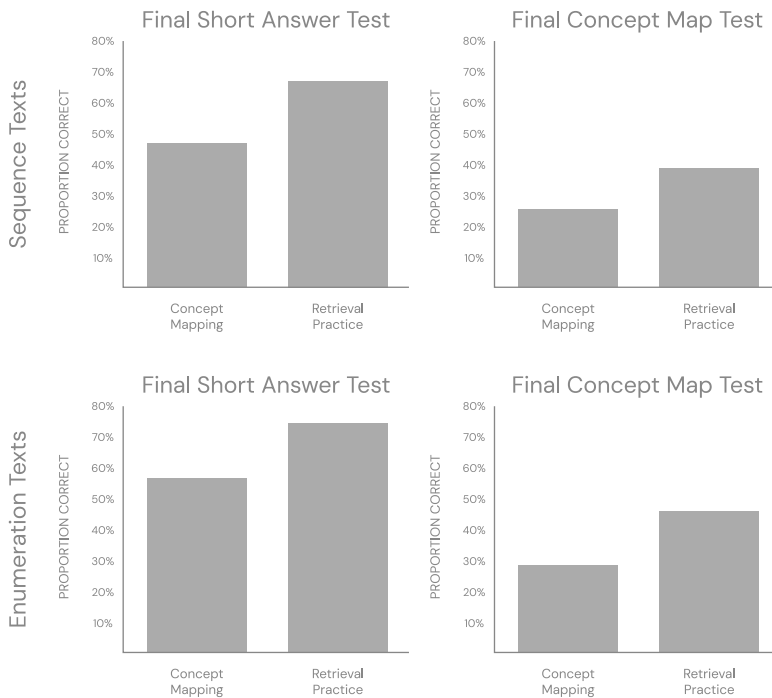 Final Short Answer Test
Final Concept Map Test
Sequence Texts
PROPORTION CORRECT
80%
70%
60%
50%
40%
30%
20%
10%
Concept
Mapping
Retrieval
Practice
PROPORTION CORRECT
80%
70%
60%
50%
40%
30%
20%
10%
Concept
Mapping
Retrieval
Practice
Final Short Answer Test
Final Concept Map Test
Enumeration Texts
PROPORTION CORRECT
80%
70%
60%
50%
40%
30%
20%
10%
Concept
Mapping
Retrieval
Practice
PROPORTION CORRECT
80%
70%
60%
50%
40%
30%
20%
10%
Concept
Mapping
Retrieval
Practice